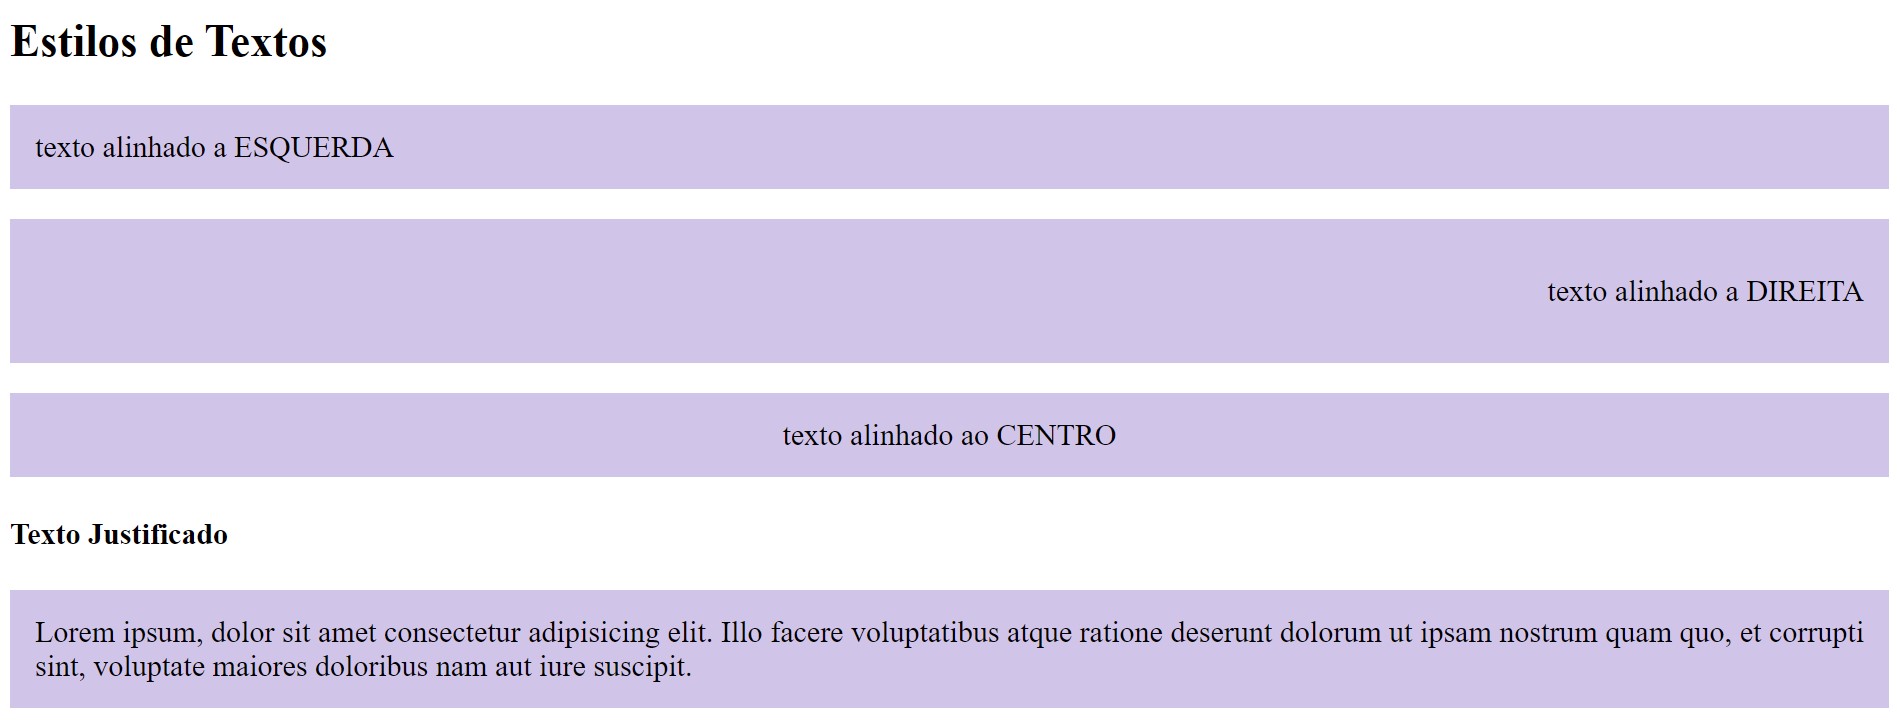 Estilos de Textos
texto alinhado a ESQUERDA
texto alinhado a DIREITA
texto alinhado ao CENTRO
Texto Justificado
Lorem ipsum, dolor sit amet consectetur adipisicing elit. Illo facere voluptatibus atque ratione deserunt dolorum ut ipsam nostrum quam quo, et corrupti
sint, voluptate maiores doloribus nam aut iure suscipit.